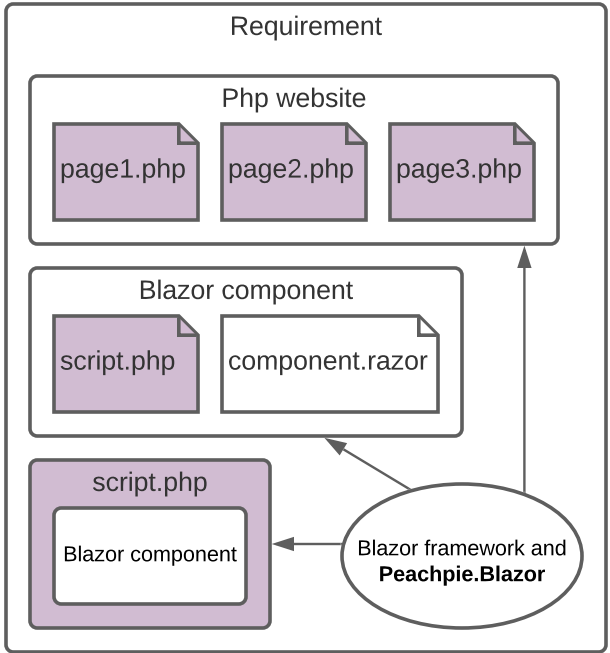 Requirement
Php website
page1.php
page2.php
page3.php
Blazor component
script.php
component.razor
script.php
Blazor component
Blazor framework and
Peachpie.Blazor